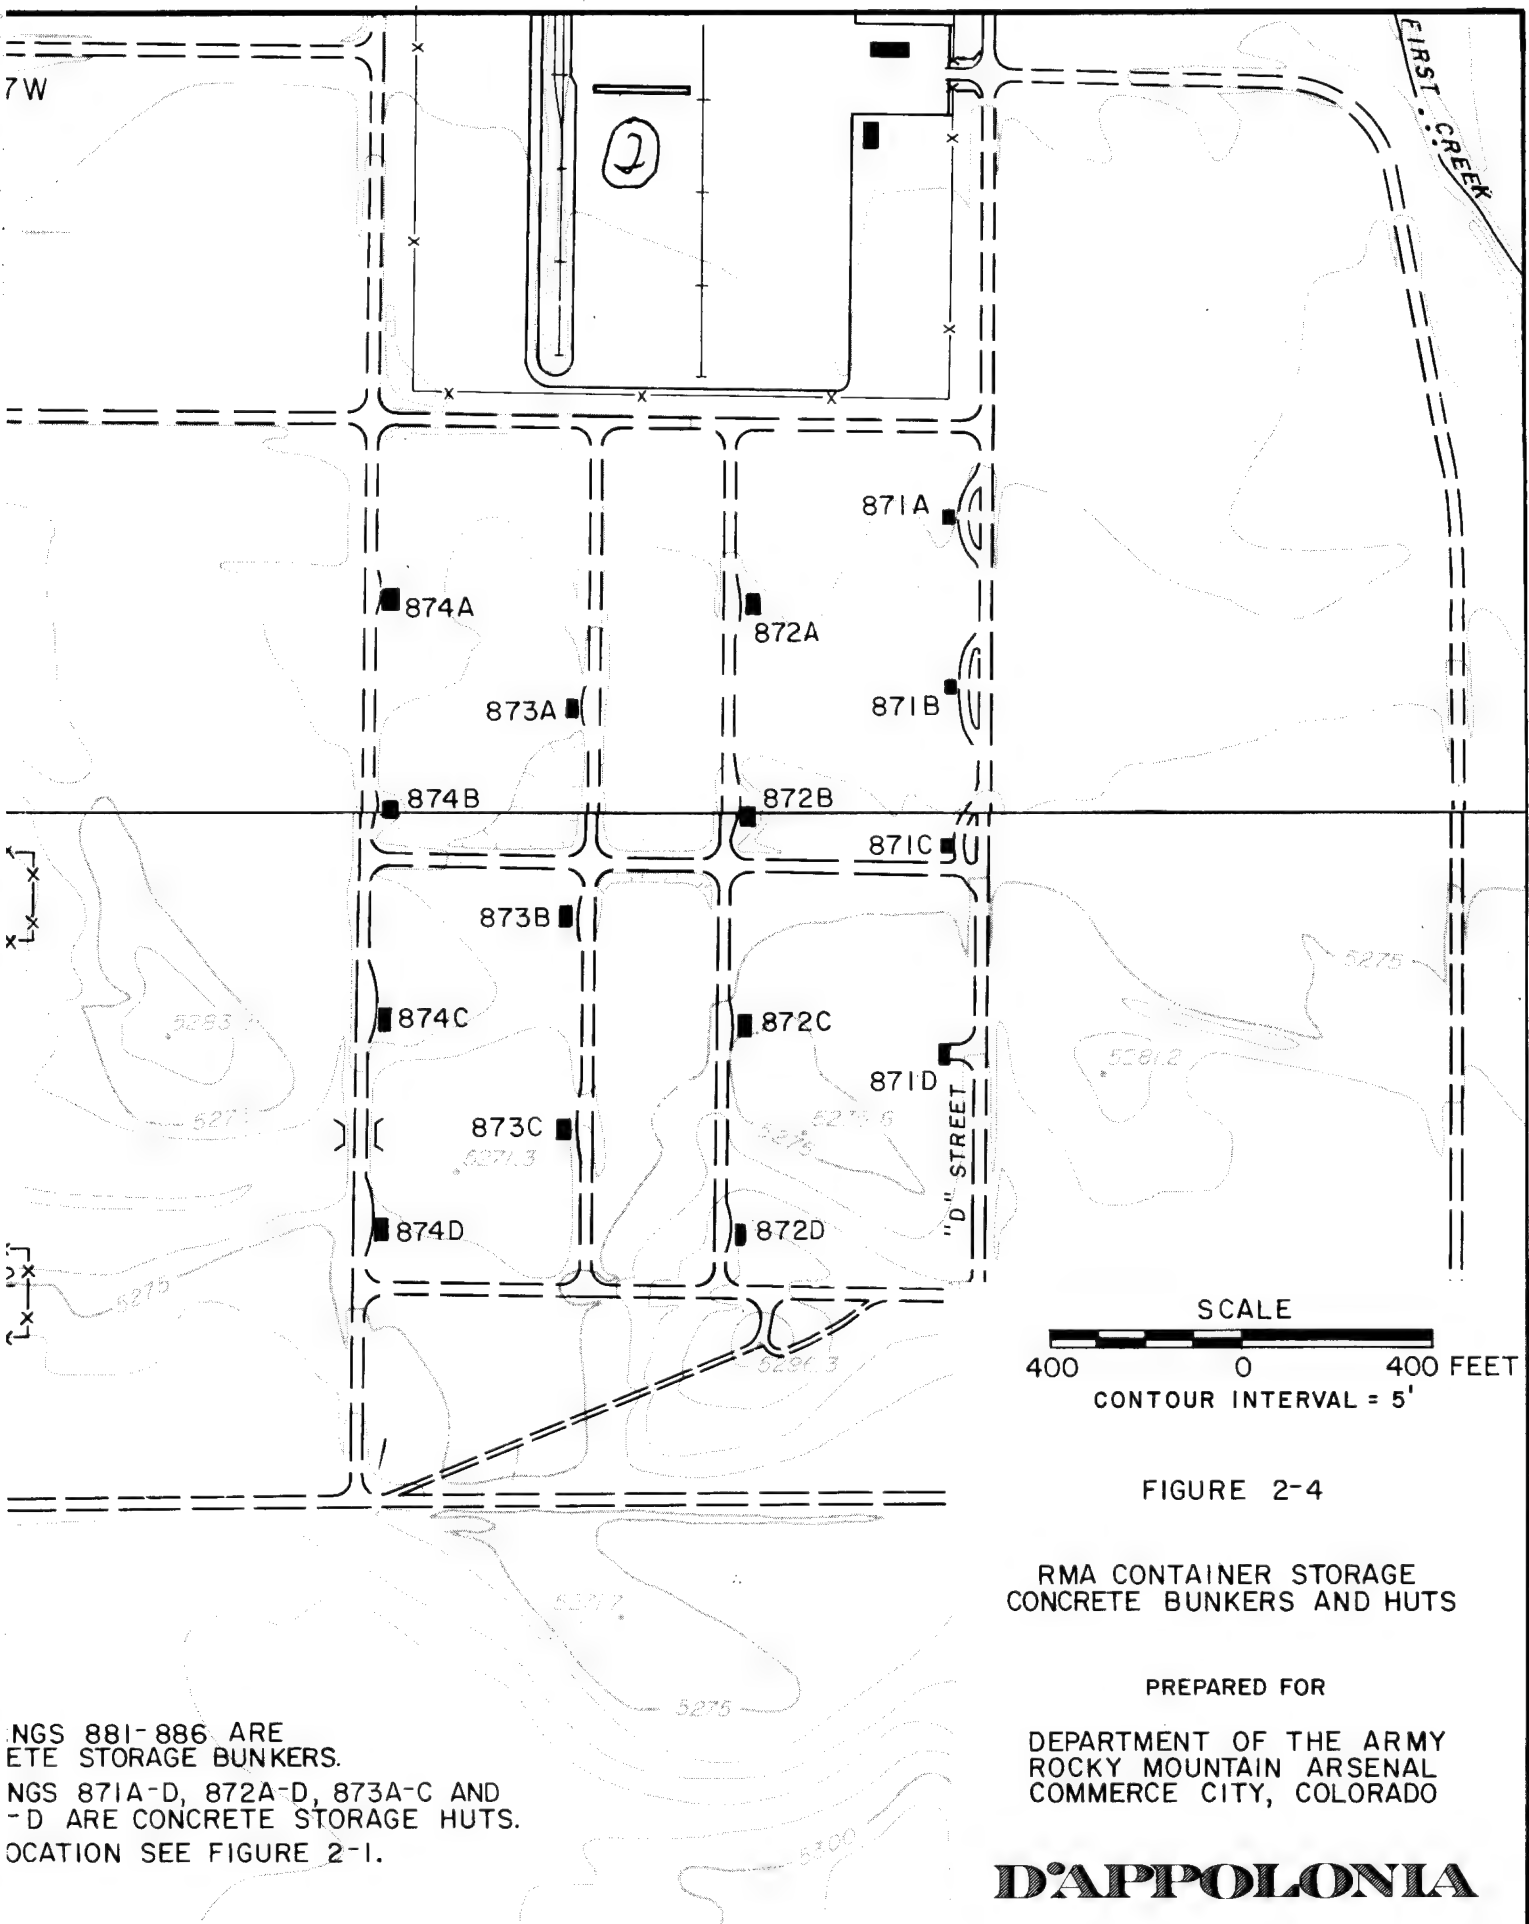 7W
2
FIRST CREEK
871A
874A
872A
873A
871B
874B
872B
871C
873B
5275
5283
874C
872C
5281.2
871D
873C
5275
5271.3
"D" STREET
874D
872D
5275
SCALE
400 0 400 FEET
CONTOUR INTERVAL = 5'
FIGURE 2-4
RMA CONTAINER STORAGE
CONCRETE BUNKERS AND HUTS
5275
PREPARED FOR
DEPARTMENT OF THE ARMY
ROCKY MOUNTAIN ARSENAL
COMMERCE CITY, COLORADO
NGS 881-886 ARE
ETE STORAGE BUNKERS.
NGS 871A-D, 872A-D, 873A-C AND
-D ARE CONCRETE STORAGE HUTS.
OCATION SEE FIGURE 2-1.
5300
D'APPOLONIA